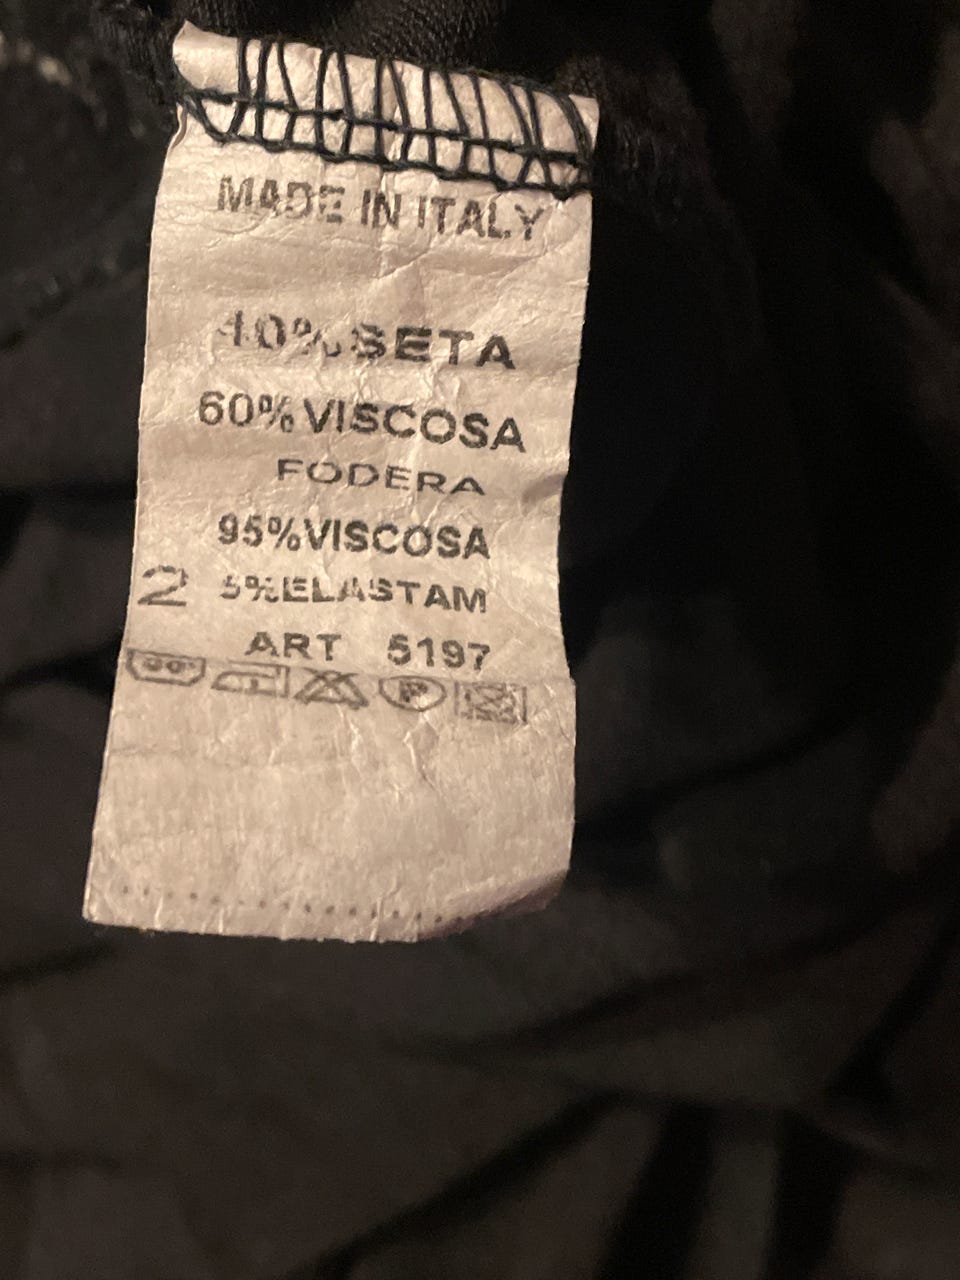 MADE IN ITALY
40% SETA
60% VISCOSA
FODERA
95% VISCOSA
2 5% ELASTAM
ART 5197
P